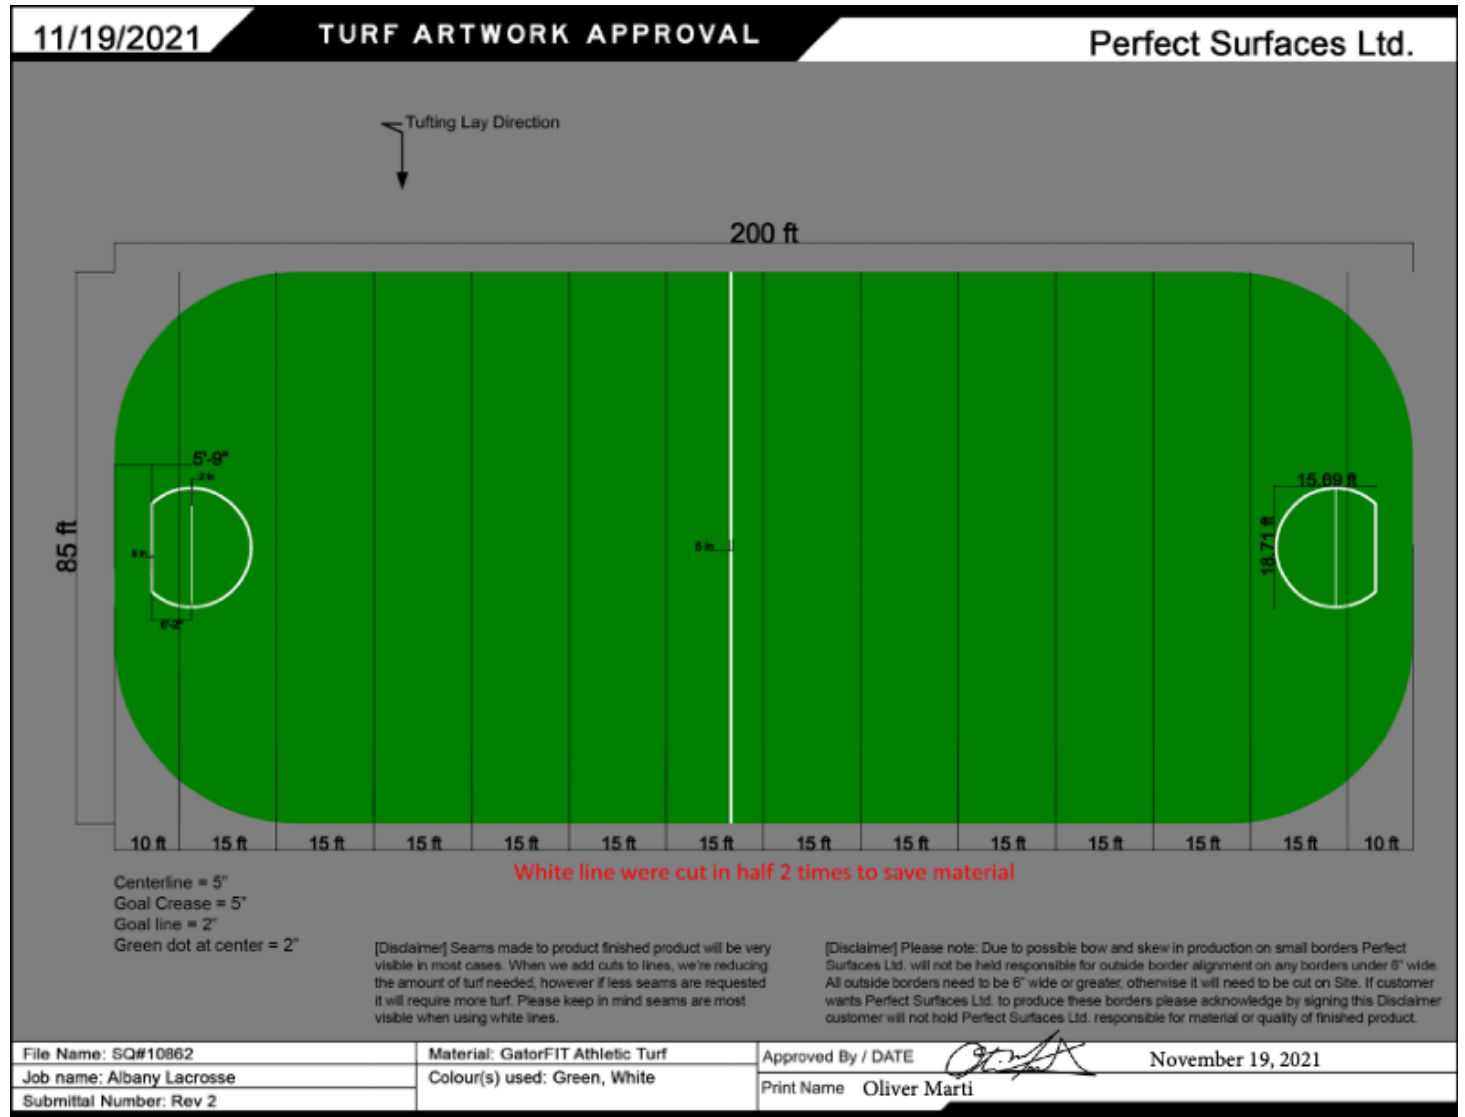 11/19/2021
TURF ARTWORK APPROVAL
Perfect Surfaces Ltd.
Tufting Lay Direction
200 ft
85 ft
5'-9"
2 in
5 in
6'-2"
5 in
15.69 ft
18.71 ft
10 ft 15 ft 15 ft 15 ft 15 ft 15 ft 15 ft 15 ft 15 ft 15 ft 15 ft 15 ft 15 ft 10 ft
White line were cut in half 2 times to save material
Centerline = 5"
Goal Crease = 5"
Goal line = 2"
Green dot at center = 2"
[Disclaimer] Seams made to product finished product will be very
visible in most cases. When we add cuts to lines, we're reducing
the amount of turf needed, however if less seams are requested
it will require more turf. Please keep in mind seams are most
visible when using white lines.
[Disclaimer] Please note: Due to possible bow and skew in production on small borders Perfect
Surfaces Ltd. will not be held responsible for outside border alignment on any borders under 6" wide.
All outside borders need to be 6" wide or greater, otherwise it will need to be cut on Site. If customer
wants Perfect Surfaces Ltd. to produce these borders please acknowledge by signing this Disclaimer
customer will not hold Perfect Surfaces Ltd. responsible for material or quality of finished product.
File Name: SQ#10862
Job name: Albany Lacrosse
Submittal Number: Rev 2
Material: GatorFIT Athletic Turf
Colour(s) used: Green, White
Approved By / DATE November 19, 2021
Print Name Oliver Marti